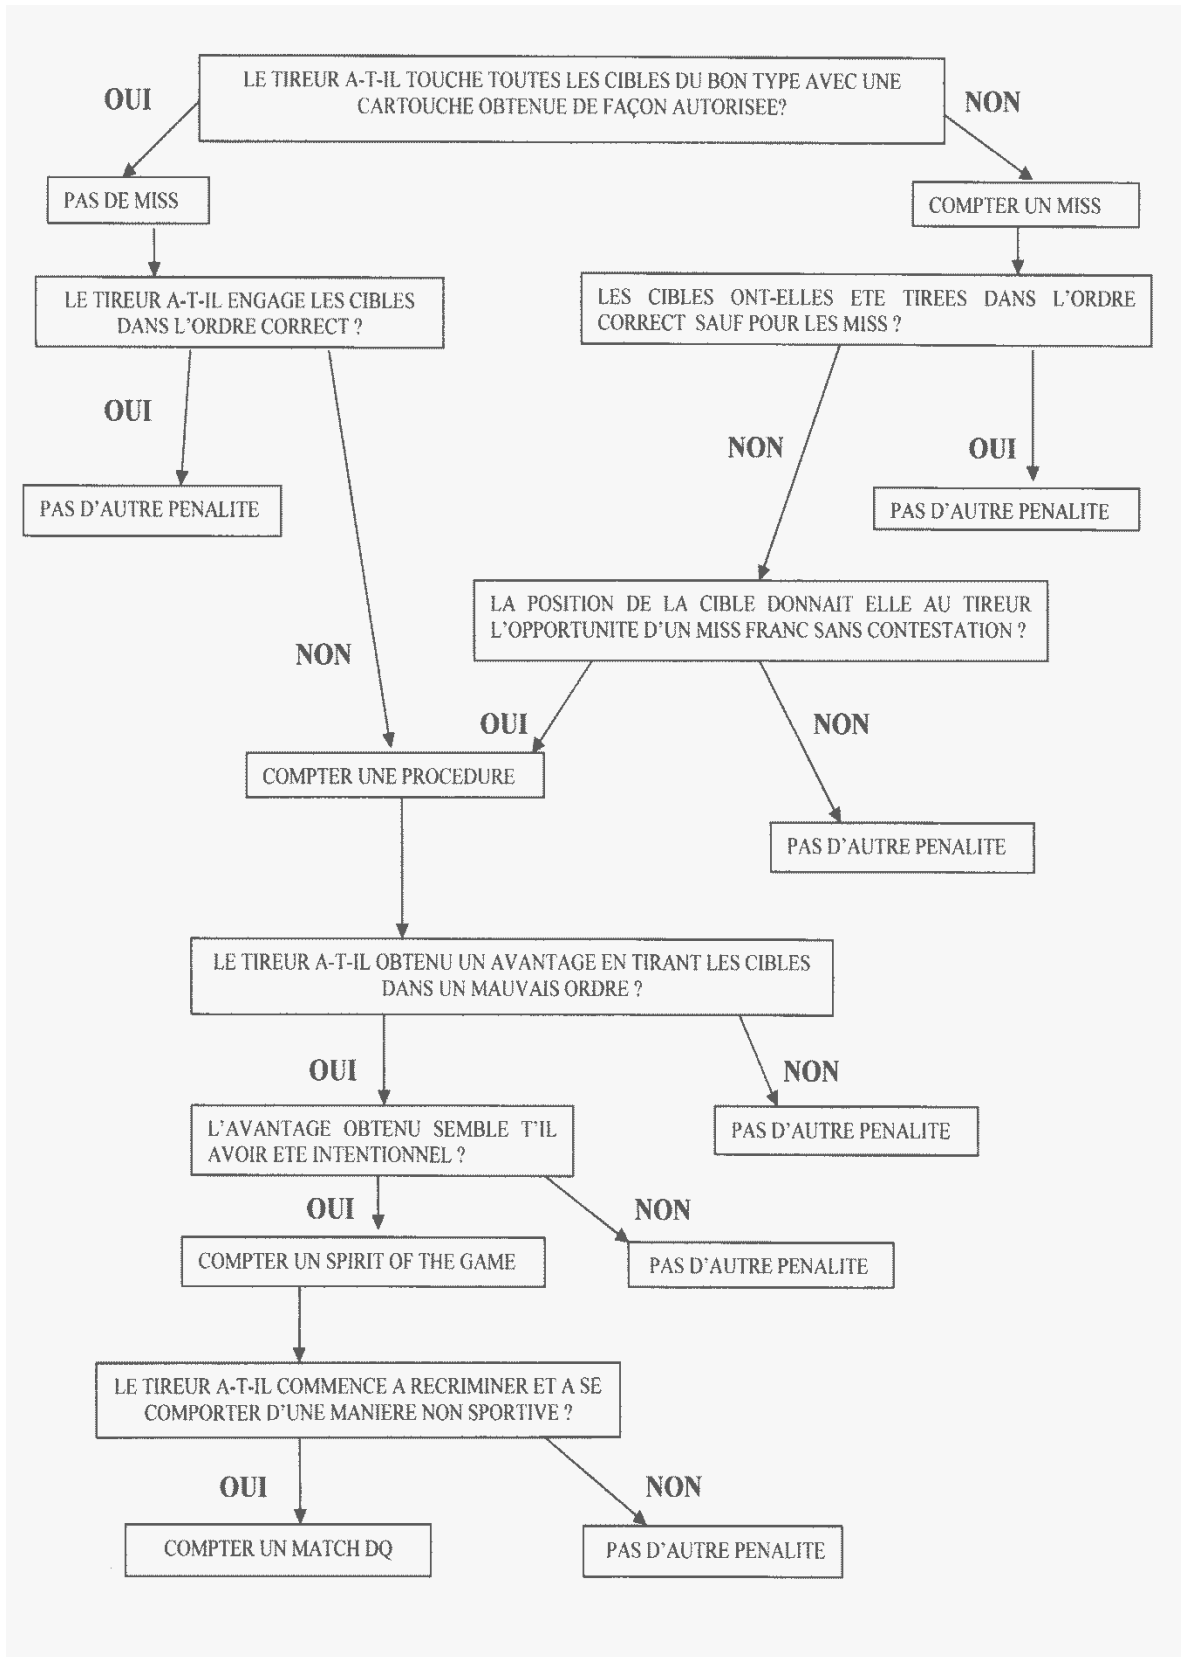 LE TIREUR A-T-IL TOUCHE TOUTES LES CIBLES DU BON TYPE AVEC UNE
CARTOUCHE OBTENUE DE FAÇON AUTORISEE?
OUI
NON
PAS DE MISS
COMPTER UN MISS
LE TIREUR A-T-IL ENGAGE LES CIBLES
DANS L'ORDRE CORRECT ?
LES CIBLES ONT-ELLES ETE TIREES DANS L'ORDRE
CORRECT SAUF POUR LES MISS ?
OUI
NON
OUI
PAS D'AUTRE PENALITE
PAS D'AUTRE PENALITE
LA POSITION DE LA CIBLE DONNAIT ELLE AU TIREUR
L'OPPORTUNITE D'UN MISS FRANC SANS CONTESTATION ?
NON
OUI
NON
COMPTER UNE PROCEDURE
PAS D'AUTRE PENALITE
LE TIREUR A-T-IL OBTENU UN AVANTAGE EN TIRANT LES CIBLES
DANS UN MAUVAIS ORDRE ?
OUI
NON
L'AVANTAGE OBTENU SEMBLE T'IL
AVOIR ETE INTENTIONNEL ?
PAS D'AUTRE PENALITE
OUI
NON
COMPTER UN SPIRIT OF THE GAME
PAS D'AUTRE PENALITE
LE TIREUR A-T-IL COMMENCE A RECRIMINER ET A SE
COMPORTER D'UNE MANIERE NON SPORTIVE ?
OUI
NON
COMPTER UN MATCH DQ
PAS D'AUTRE PENALITE